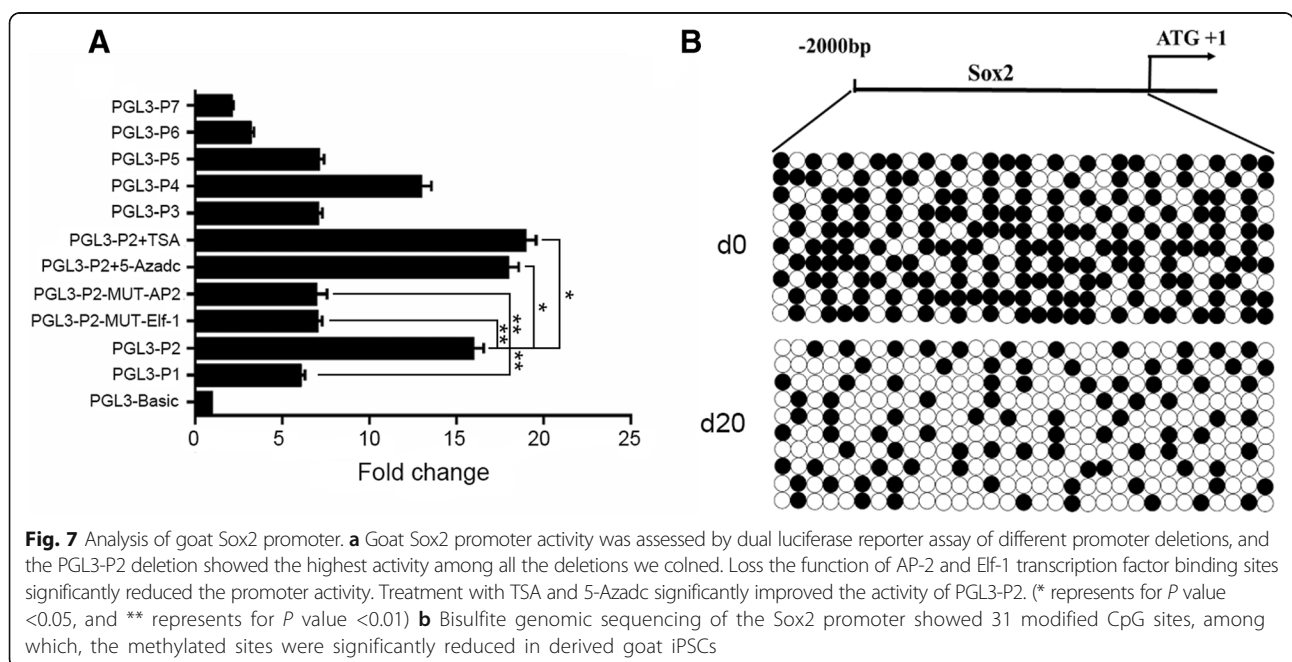 A
PGL3-P7
PGL3-P6
PGL3-P5
PGL3-P4
PGL3-P3
PGL3-P2+TSA
PGL3-P2+5-Azadc
PGL3-P2-MUT-AP2
PGL3-P2-MUT-Elf-1
PGL3-P2
PGL3-P1
PGL3-Basic
**
**
**
*
*
0 5 10 15 20 25
Fold change
B
-2000bp
Sox2
ATG +1
d0
d20
Fig. 7 Analysis of goat Sox2 promoter. a Goat Sox2 promoter activity was assessed by dual luciferase reporter assay of different promoter deletions, and
the PGL3-P2 deletion showed the highest activity among all the deletions we colned. Loss the function of AP-2 and Elf-1 transcription factor binding sites
significantly reduced the promoter activity. Treatment with TSA and 5-Azadc significantly improved the activity of PGL3-P2. (* represents for P value
<0.05, and ** represents for P value <0.01) b Bisulfite genomic sequencing of the Sox2 promoter showed 31 modified CpG sites, among
which, the methylated sites were significantly reduced in derived goat iPSCs